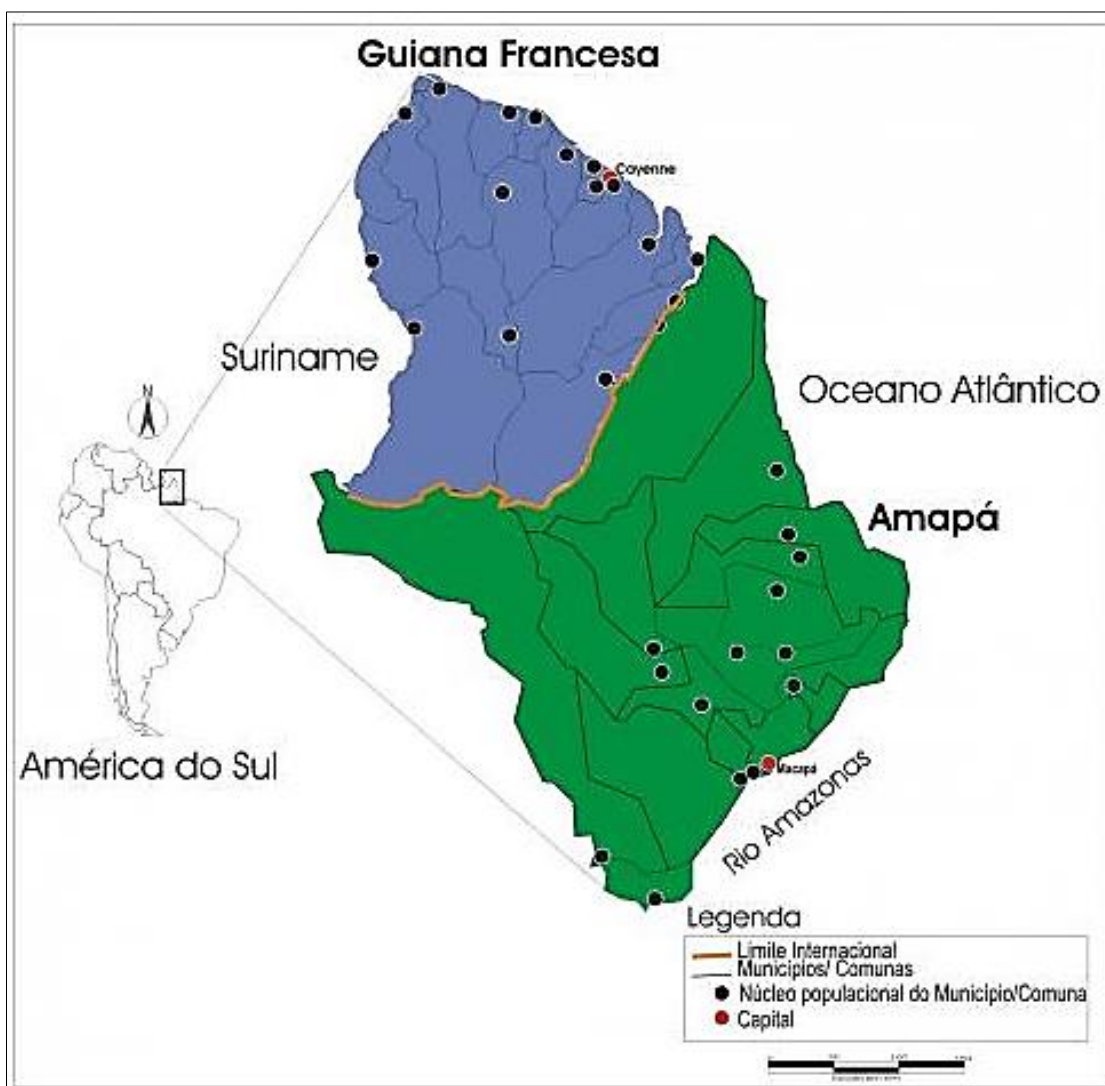 Guiana Francesa
Cayenne
Suriname
Oceano Atlântico
N
Amapá
América do Sul
Macapá
Rio Amazonas
Legenda
Límite Internacional
Municípios/ Comunas
Núcleo populacional do Município/Comuna
Capital